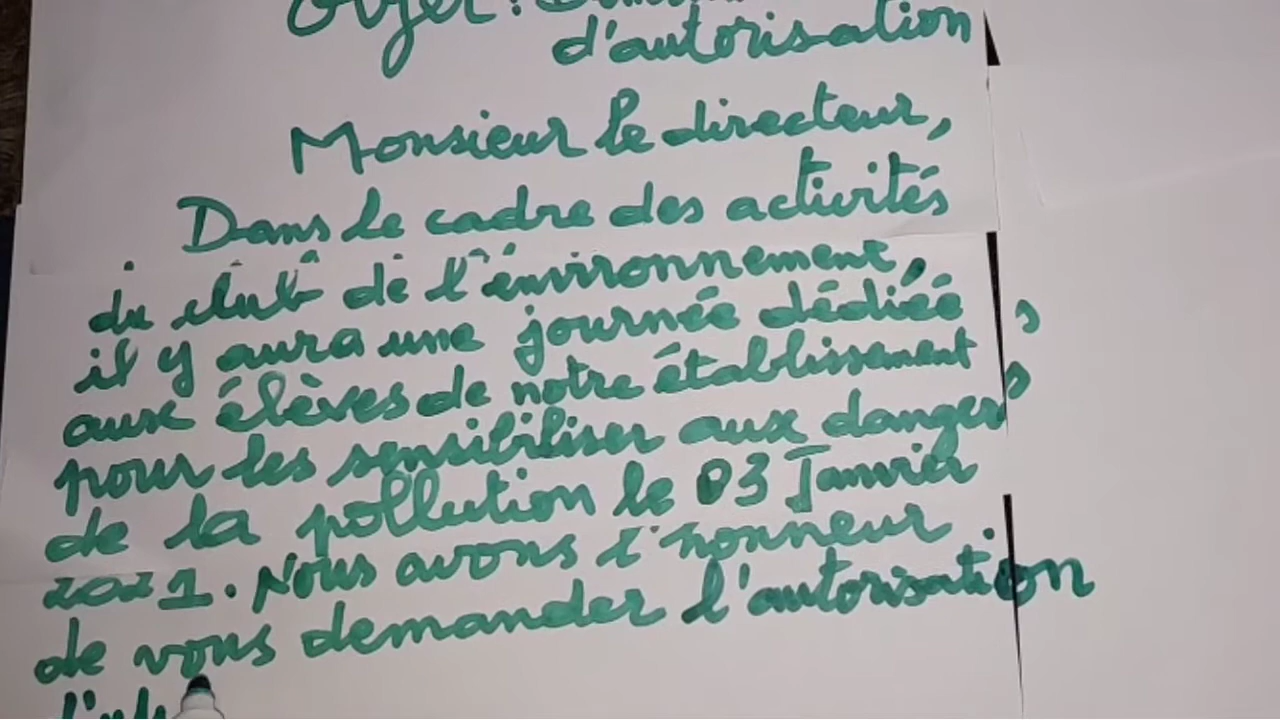 Objet :
d'autorisation
Monsieur le directeur,
Dans le cadre des activités
du club de l'environnement,
il y aura une journée dédiée
aux élèves de notre établissement
pour les sensibiliser aux dangers
de la pollution le 03 Janvier
2021. Nous avons l'honneur
de vous demander l'autorisation